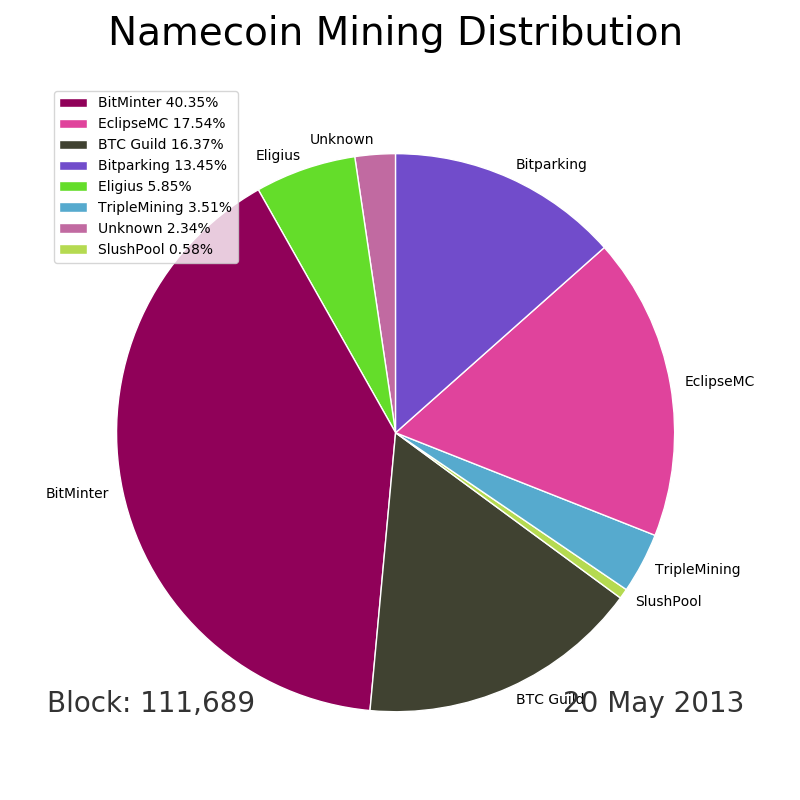 Namecoin Mining Distribution
BitMinter 40.35%
EclipseMC 17.54%
BTC Guild 16.37%
Bitparking 13.45%
Eligius 5.85%
TripleMining 3.51%
Unknown 2.34%
SlushPool 0.58%
Unknown
Eligius
Bitparking
EclipseMC
BitMinter
TripleMining
SlushPool
BTC Guild
Block: 111,689
20 May 2013